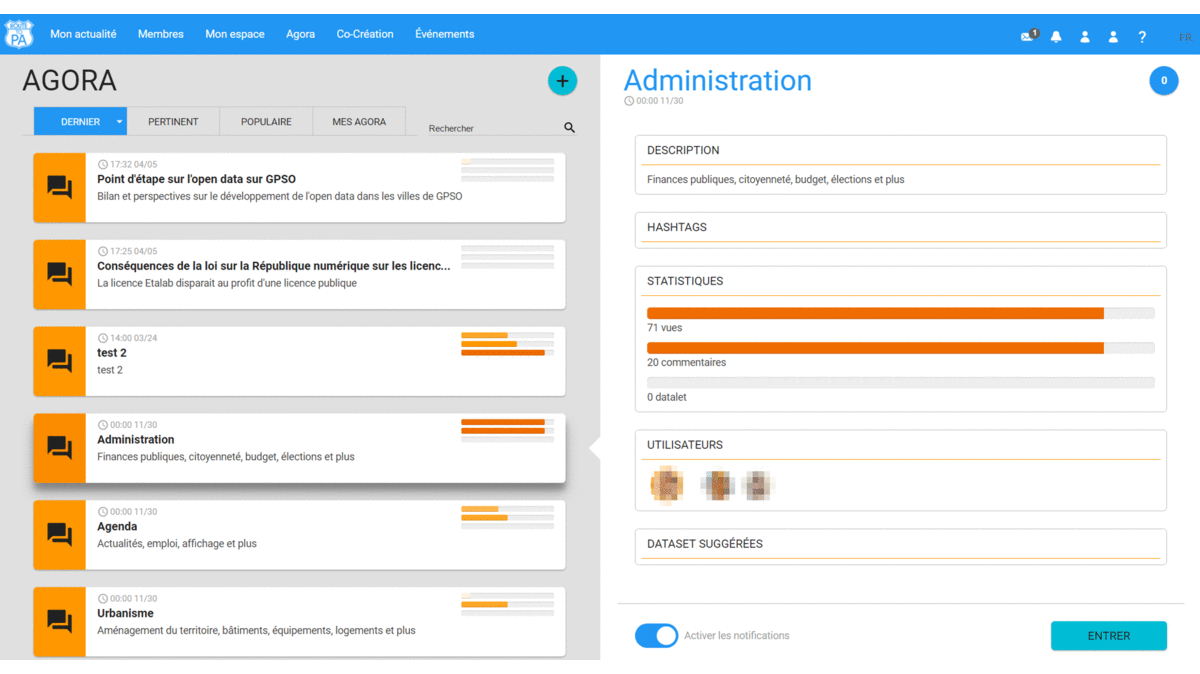 ROUTE TO PA
Mon actualité Membres Mon espace Agora Co-Création Événements 1 ? FR
AGORA
+
DERNIER PERTINENT POPULAIRE MES AGORA Rechercher
17:32 04/05
Point d'étape sur l'open data sur GPSO
Bilan et perspectives sur le développement de l'open data dans les villes de GPSO
17:25 04/05
Conséquences de la loi sur la République numérique sur les licenc...
La licence Etalab disparait au profit d'une licence publique
14:00 03/24
test 2
test 2
00:00 11/30
Administration
Finances publiques, citoyenneté, budget, élections et plus
00:00 11/30
Agenda
Actualités, emploi, affichage et plus
00:00 11/30
Urbanisme
Aménagement du territoire, bâtiments, équipements, logements et plus
Administration
0
00:00 11/30
DESCRIPTION
Finances publiques, citoyenneté, budget, élections et plus
HASHTAGS
STATISTIQUES
71 vues
20 commentaires
0 datalet
UTILISATEURS
DATASET SUGGÉRÉES
Activer les notifications
ENTRER